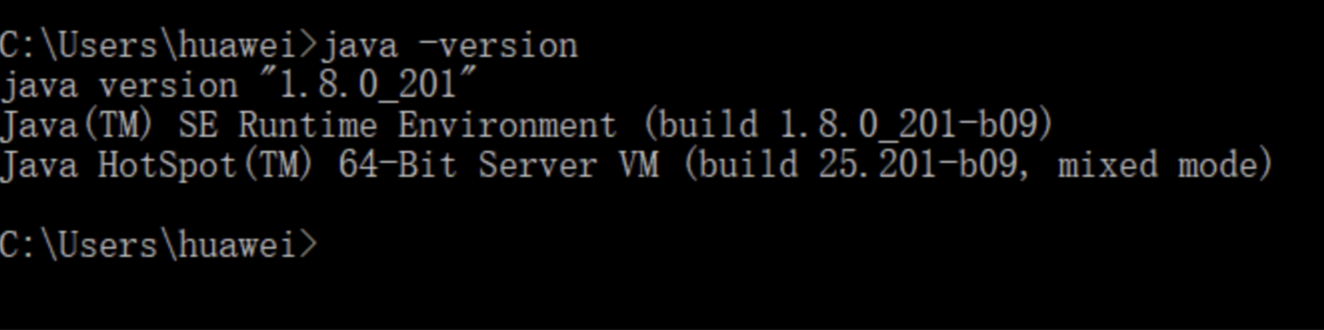 C:\Users\huawei>java -version
java version "1.8.0_201"
Java(TM) SE Runtime Environment (build 1.8.0_201-b09)
Java HotSpot(TM) 64-Bit Server VM (build 25.201-b09, mixed mode)
C:\Users\huawei>